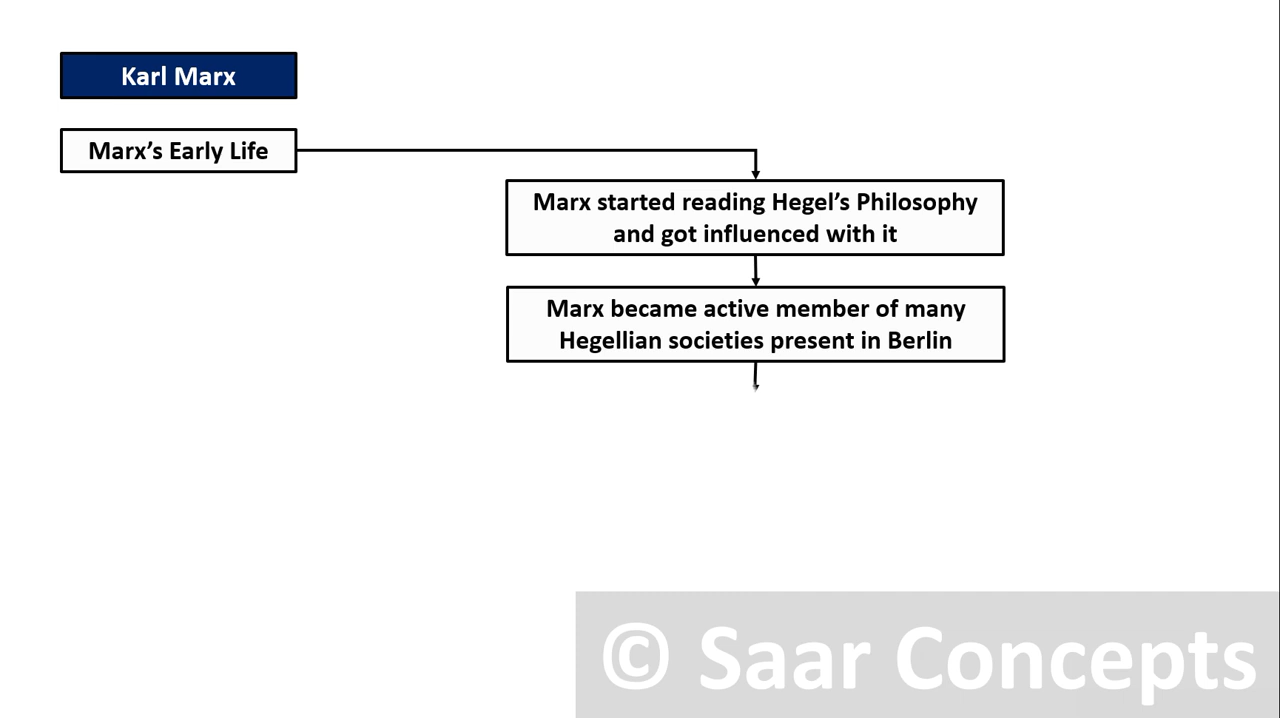 Karl Marx
Marx’s Early Life
Marx started reading Hegel’s Philosophy
and got influenced with it
Marx became active member of many
Hegellian societies present in Berlin
© Saar Concepts